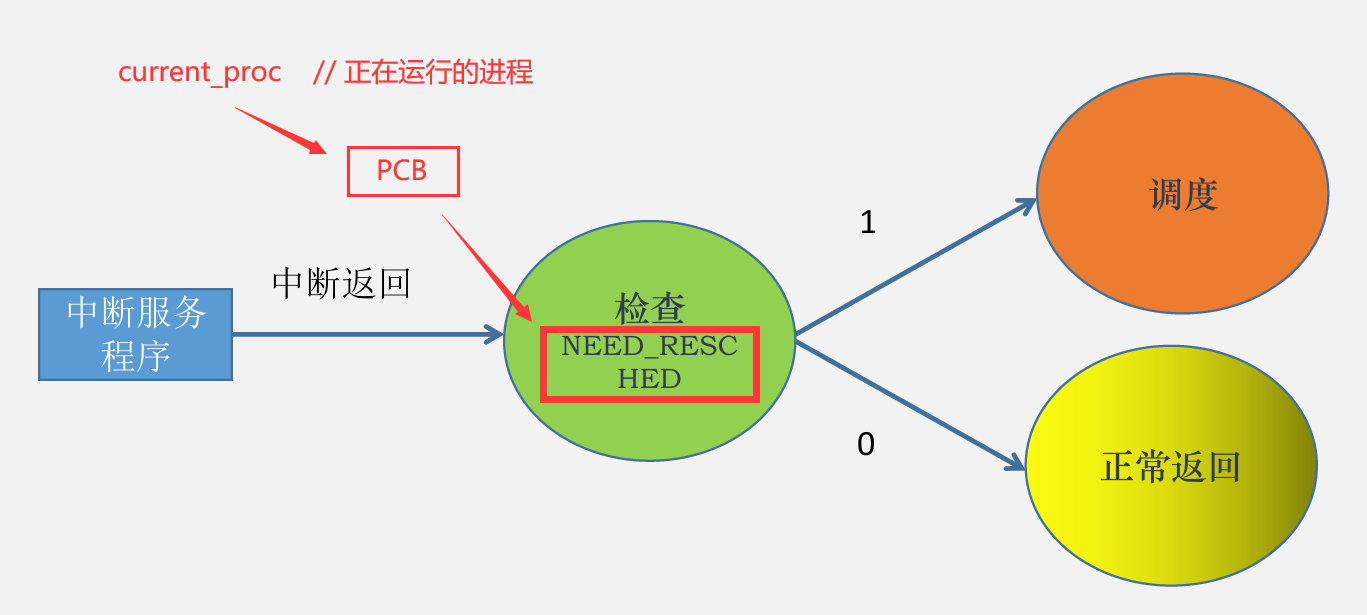 current_proc // 正在运行的进程
PCB
中断返回
中断服务
程序
检查
NEED_RESC
HED
1
调度
0
正常返回